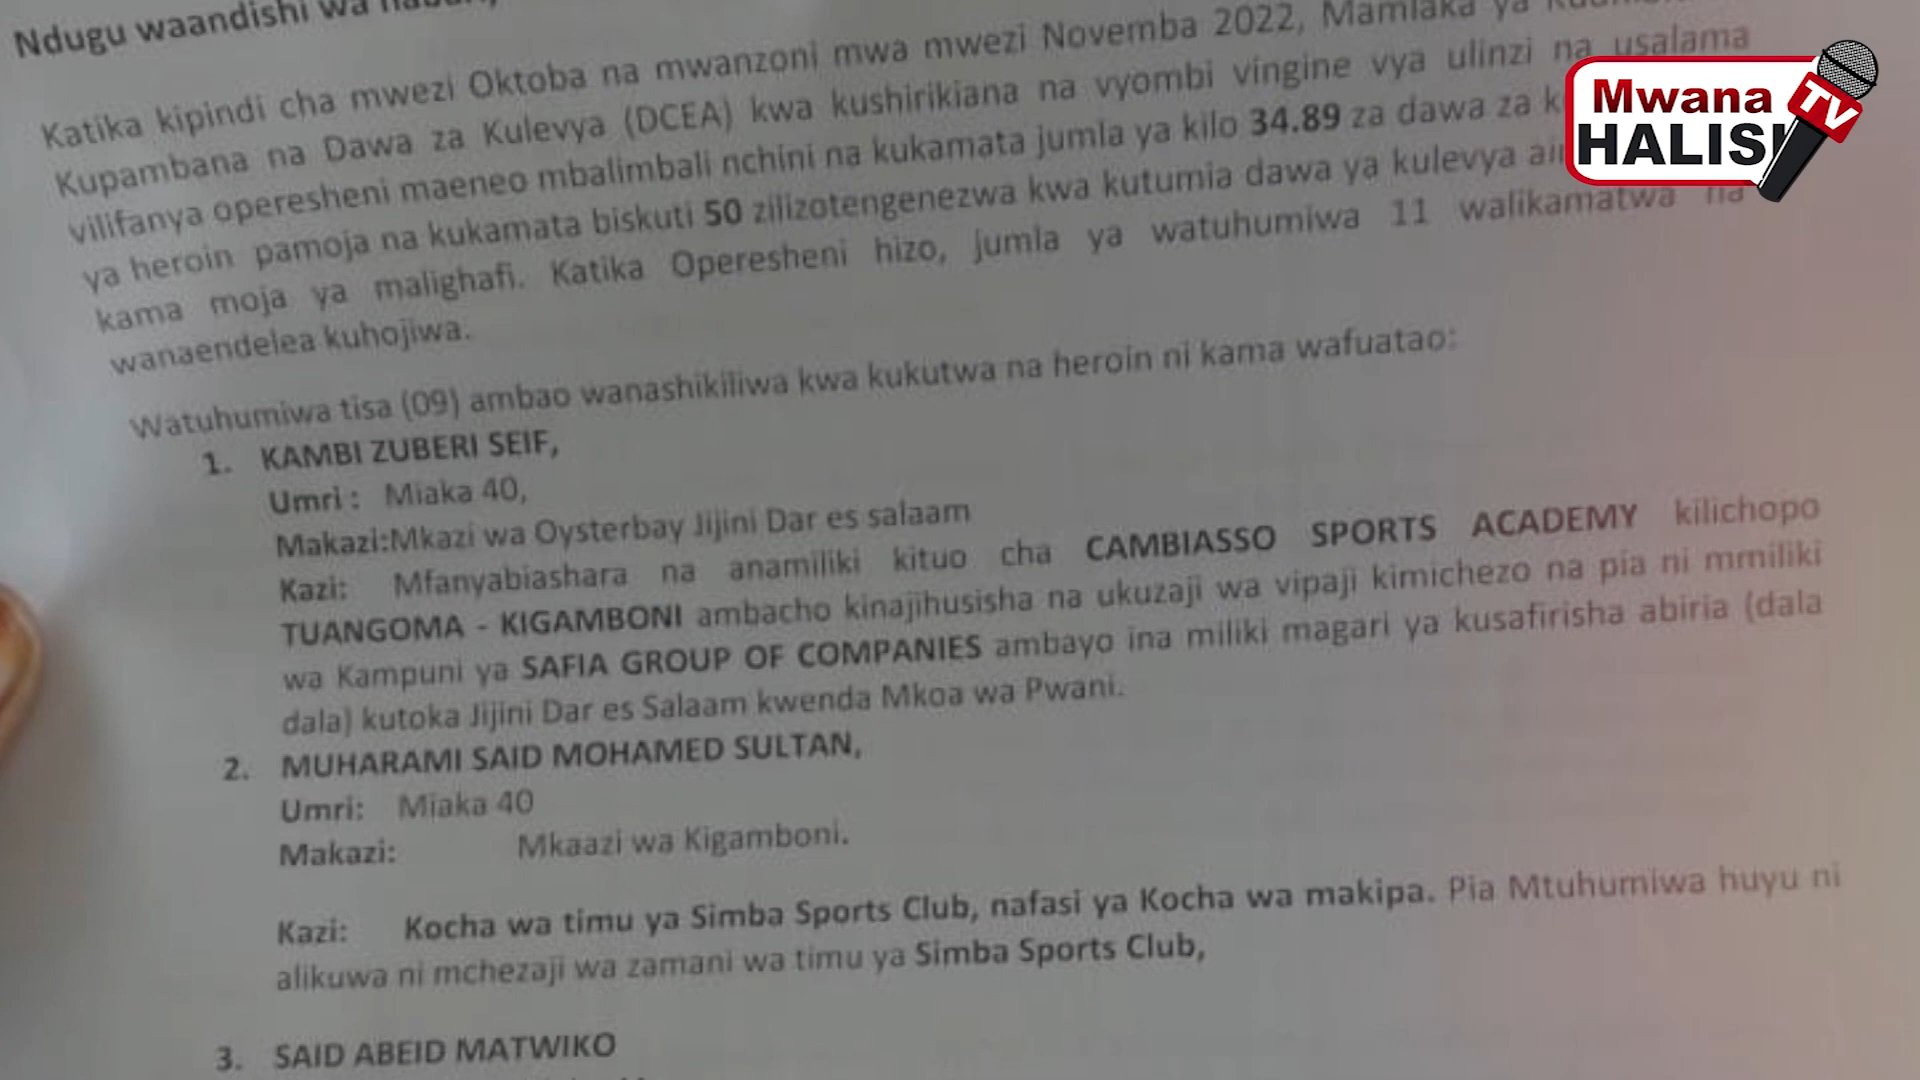 Ndugu waandishi wa
Katika kipindi cha mwezi Oktoba na mwanzoni mwa mwezi Novemba 2022, Mamlaka ya
Kupambana na Dawa za Kulevya (DCEA) kwa kushirikiana na vyombi vingine vya ulinzi na usalama
vilifanya operesheni maeneo mbalimbali nchini na kukamata jumla ya kilo 34.89 za dawa za
ya heroin pamoja na kukamata biskuti 50 zilizotengenezwa kwa kutumia dawa ya kulevya
kama moja ya malighafi. Katika Operesheni hizo, jumla ya watuhumiwa 11 walikamatwa na
wanaendelea kuhojiwa.
Watuhumiwa tisa (09) ambao wanashikiliwa kwa kukutwa na heroin ni kama wafuatao:
1. KAMBI ZUBERI SEIF,
Umri : Miaka 40,
Makazi:Mkazi wa Oysterbay Jijini Dar es salaam
Kazi: Mfanyabiashara na anamiliki kituo cha CAMBIASSO SPORTS ACADEMY kilichopo
TUANGOMA - KIGAMBONI ambacho kinajihusisha na ukuzaji wa vipaji kimichezo na pia ni mmiliki
wa Kampuni ya SAFIA GROUP OF COMPANIES ambayo ina miliki magari ya kusafirisha abiria (dala
dala) kutoka Jijini Dar es Salaam kwenda Mkoa wa Pwani.
2. MUHARAMI SAID MOHAMED SULTAN,
Umri: Miaka 40
Makazi: Mkaazi wa Kigamboni.
Kazi: Kocha wa timu ya Simba Sports Club, nafasi ya Kocha wa makipa. Pia Mtuhumiwa huyu ni
alikuwa ni mchezaji wa zamani wa timu ya Simba Sports Club,
3. SAID ABEID MATWIKO
Mwana
HALISI
TV